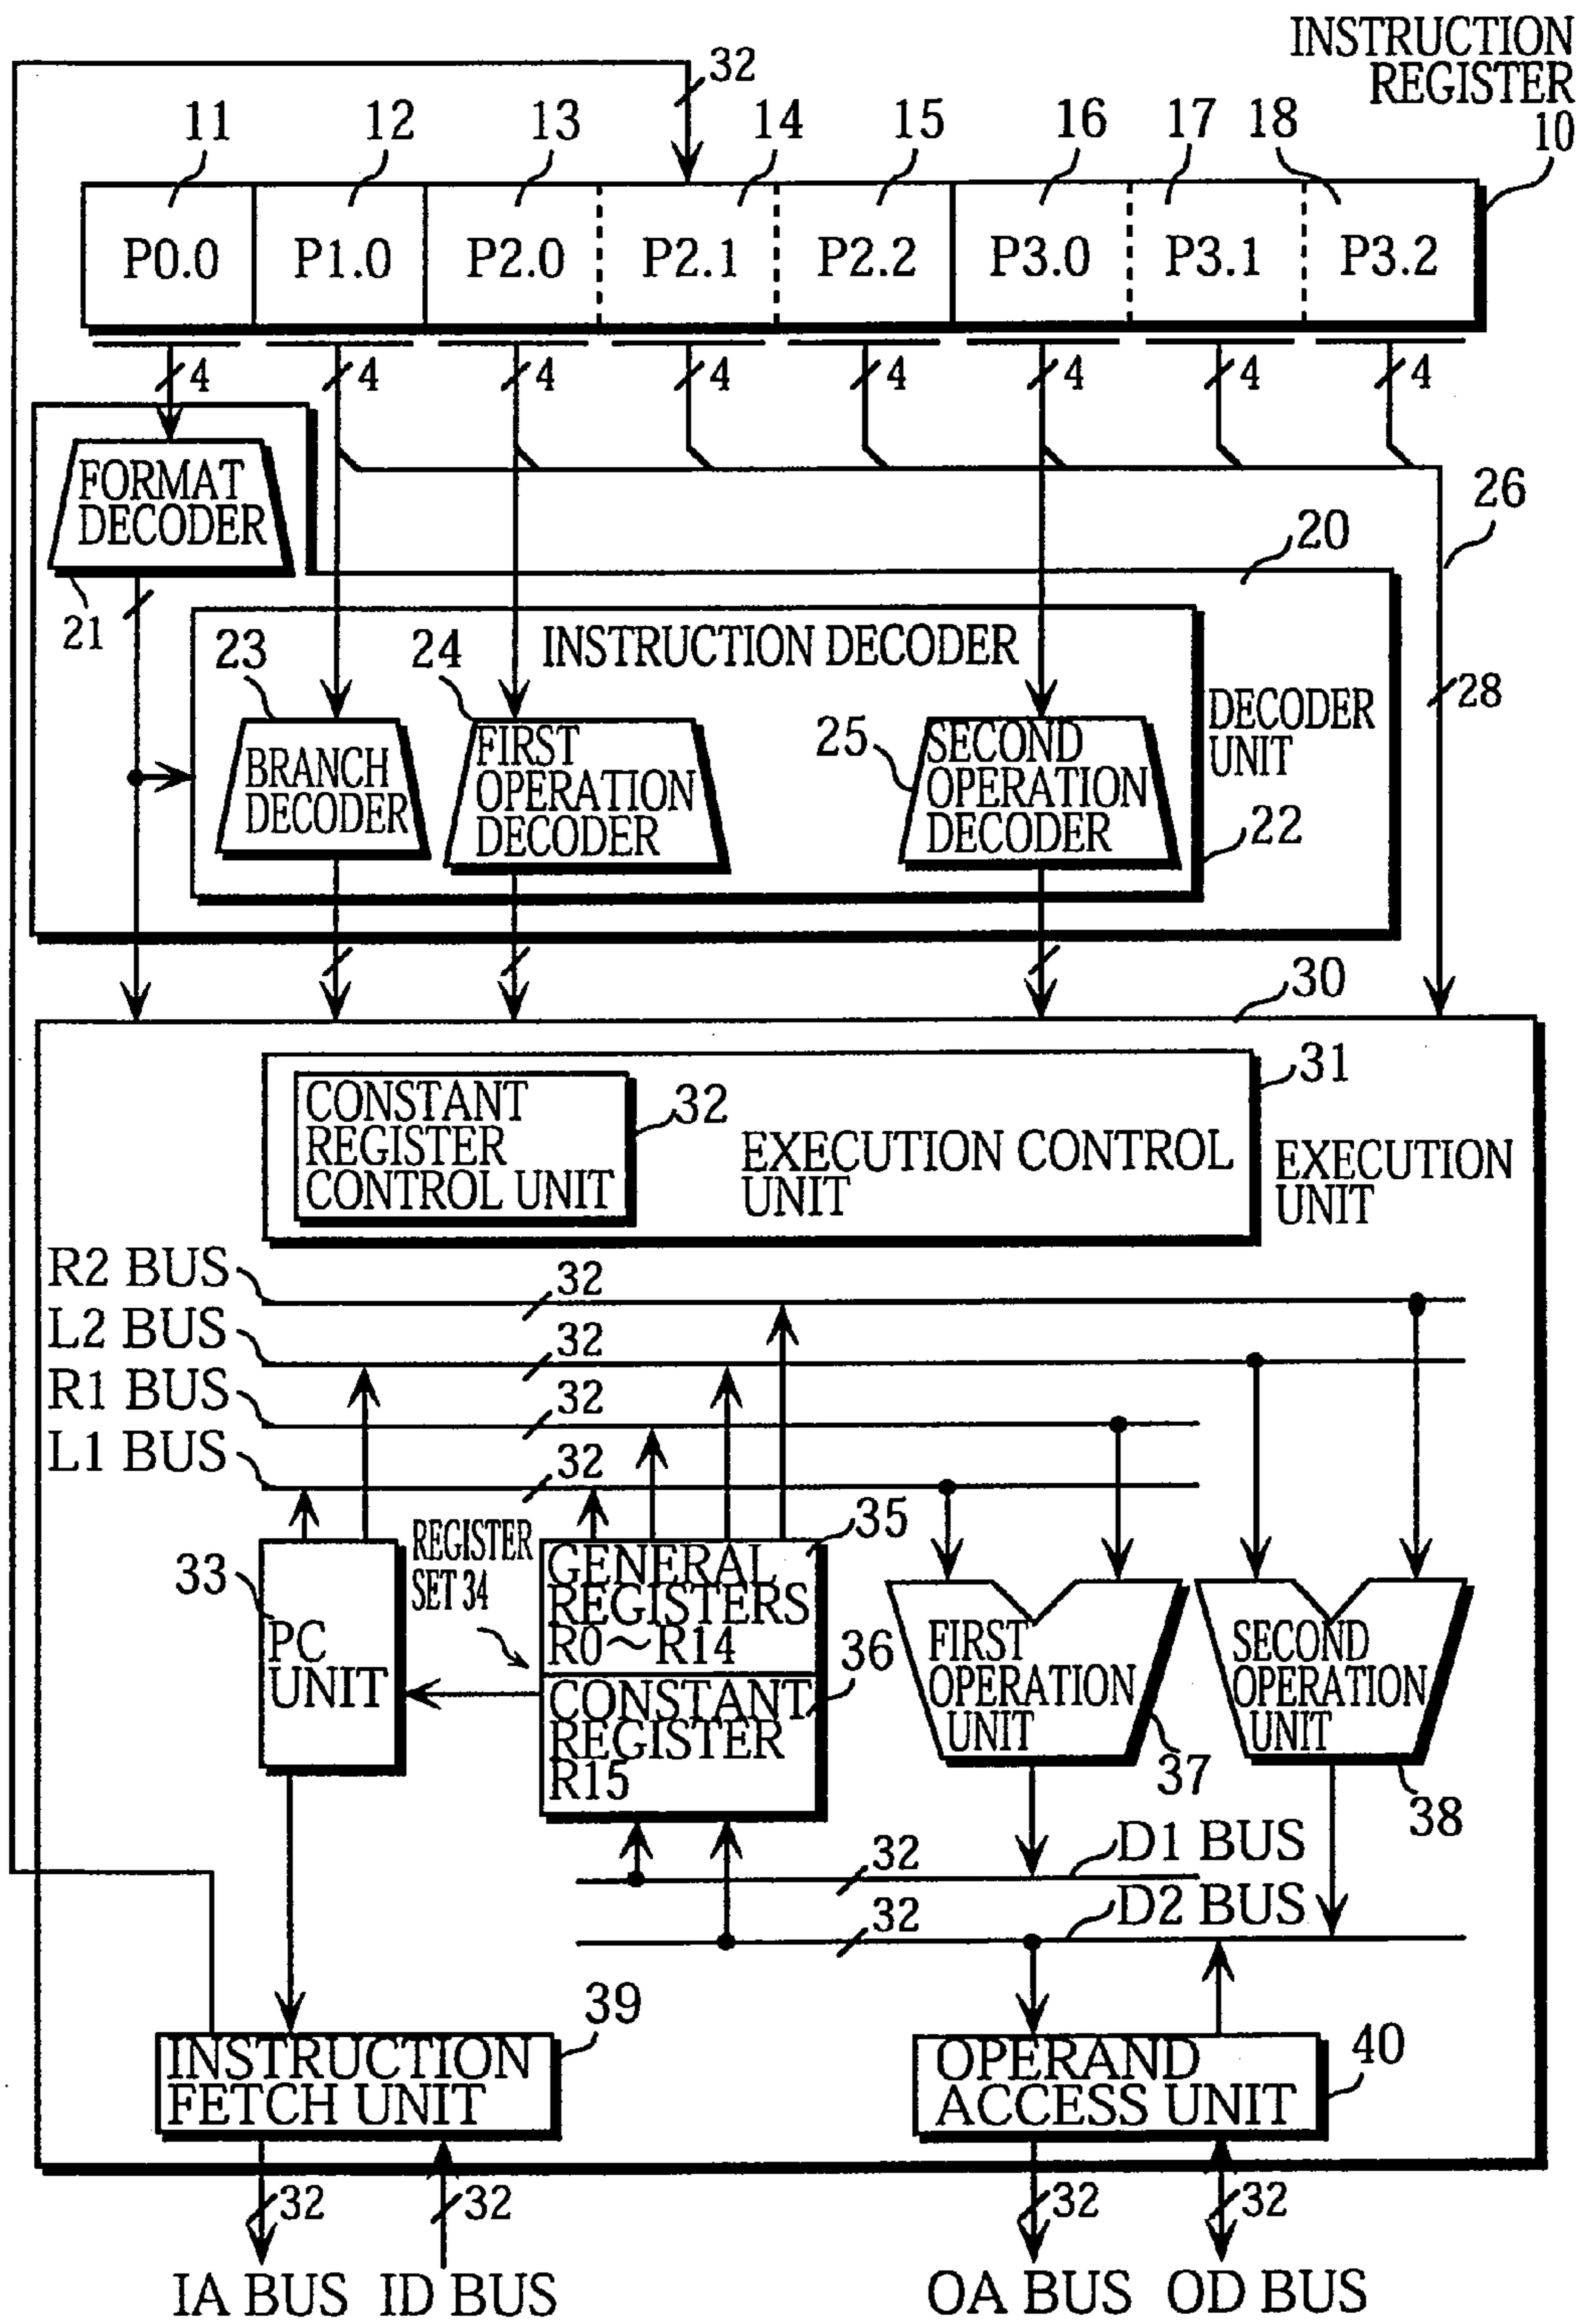 INSTRUCTION
REGISTER
10
32
11 12 13 14 15 16 17 18
P0.0 P1.0 P2.0 P2.1 P2.2 P3.0 P3.1 P3.2
4 4 4 4 4 4 4 4
FORMAT
DECODER
21
26
20
28
INSTRUCTION DECODER
DECODER
UNIT
22
23
BRANCH
DECODER
24
FIRST
OPERATION
DECODER
25
SECOND
OPERATION
DECODER
30
31
CONSTANT
REGISTER
CONTROL UNIT
32
EXECUTION CONTROL
UNIT
EXECUTION
UNIT
R2 BUS
32
L2 BUS
32
R1 BUS
32
L1 BUS
32
33
PC
UNIT
REGISTER
SET 34
35
GENERAL
REGISTERS
R0~R14
36
CONSTANT
REGISTER
R15
FIRST
OPERATION
UNIT
37
SECOND
OPERATION
UNIT
38
32
D1 BUS
32
D2 BUS
39
INSTRUCTION
FETCH UNIT
40
OPERAND
ACCESS UNIT
32 32 32 32
IA BUS ID BUS OA BUS OD BUS